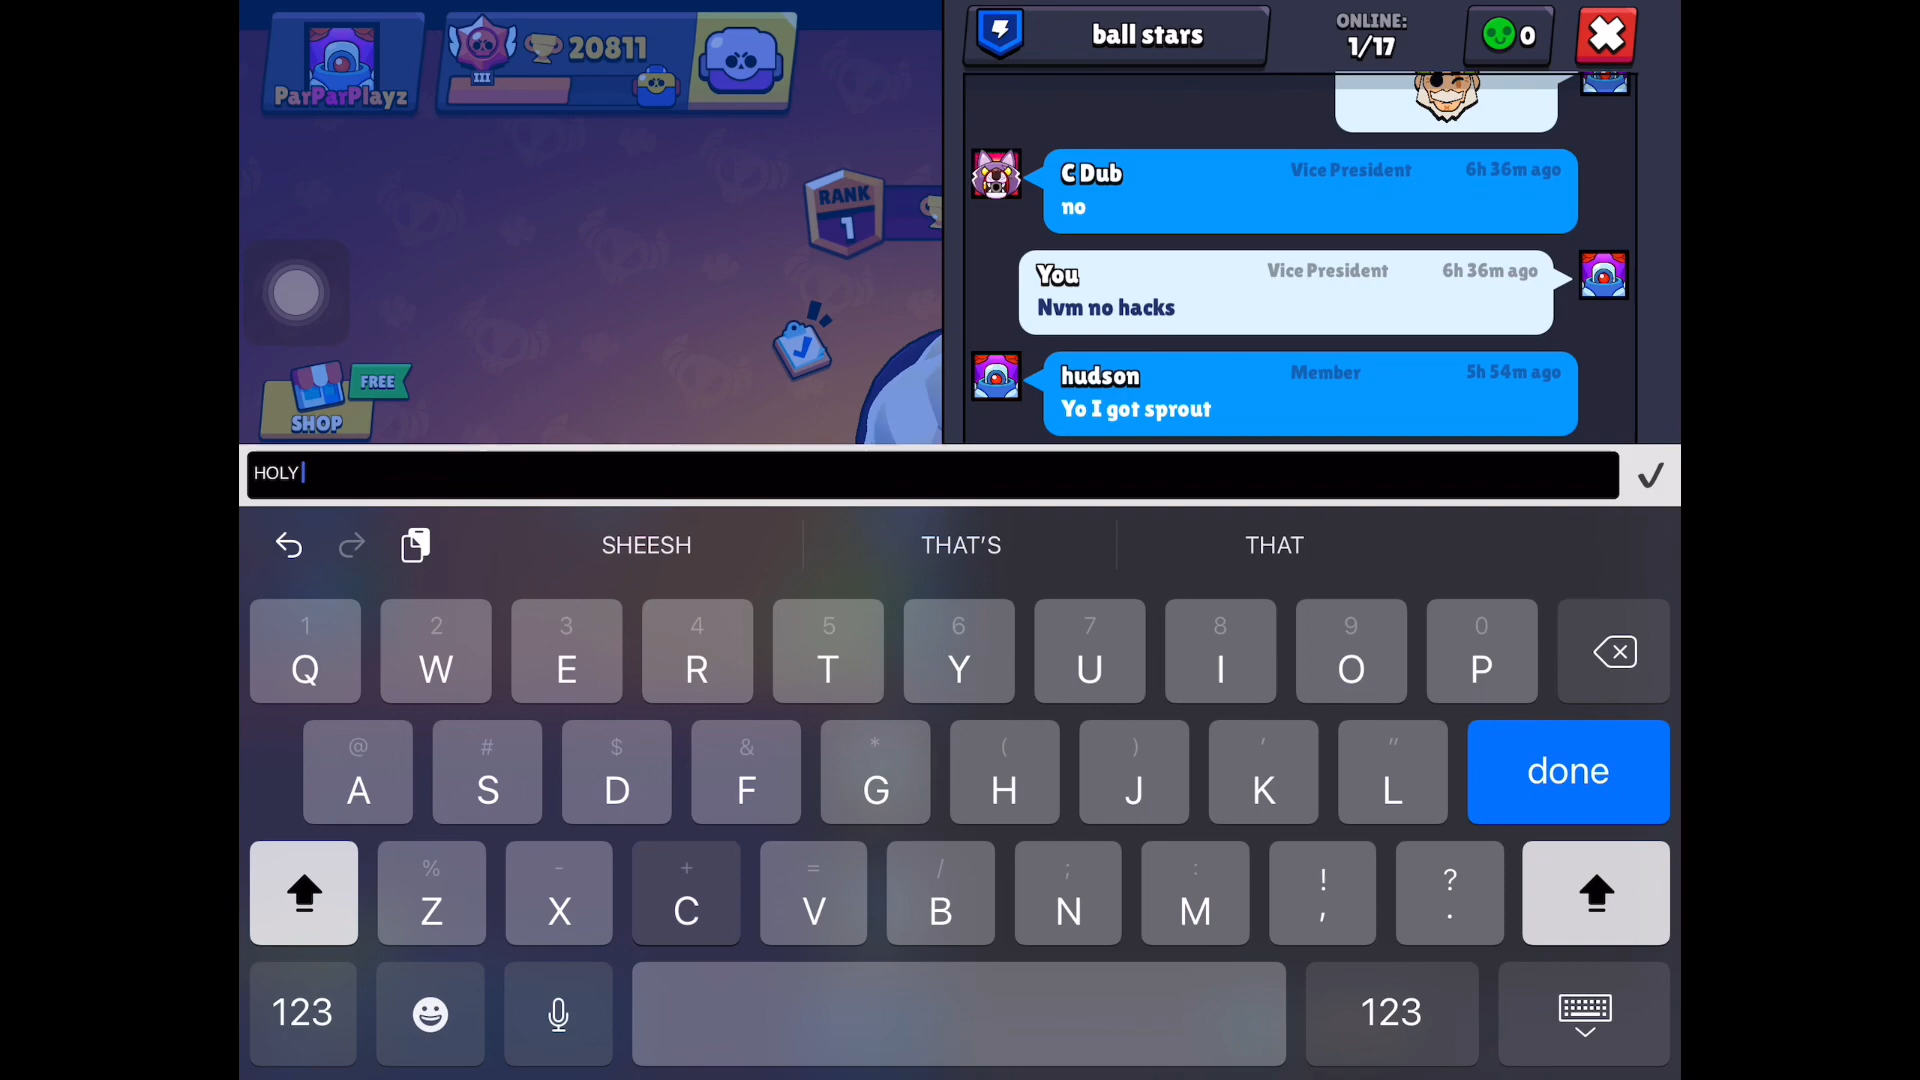 ParParPlayz
III
20811
RANK
1
FREE
SHOP
ball stars
ONLINE:
1/17
0
C Dub
Vice President
6h 36m ago
no
You
Vice President
6h 36m ago
Nvm no hacks
hudson
Member
5h 54m ago
Yo I got sprout
HOLY
SHEESH
THAT'S
THAT
1 2 3 4 5 6 7 8 9 0
Q W E R T Y U I O P
@ # $ & * ( ) ' "
A S D F G H J K L
done
% - + = / ; : ! ?
Z X C V B N M , .
123
123